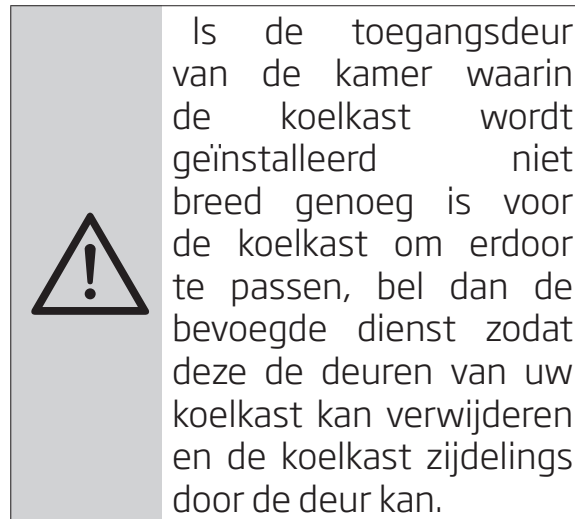 Is de toegangsdeur
van de kamer waarin
de koelkast wordt
geïnstalleerd niet
breed genoeg is voor
de koelkast om erdoor
te passen, bel dan de
bevoegde dienst zodat
deze de deuren van uw
koelkast kan verwijderen
en de koelkast zijdelings
door de deur kan.